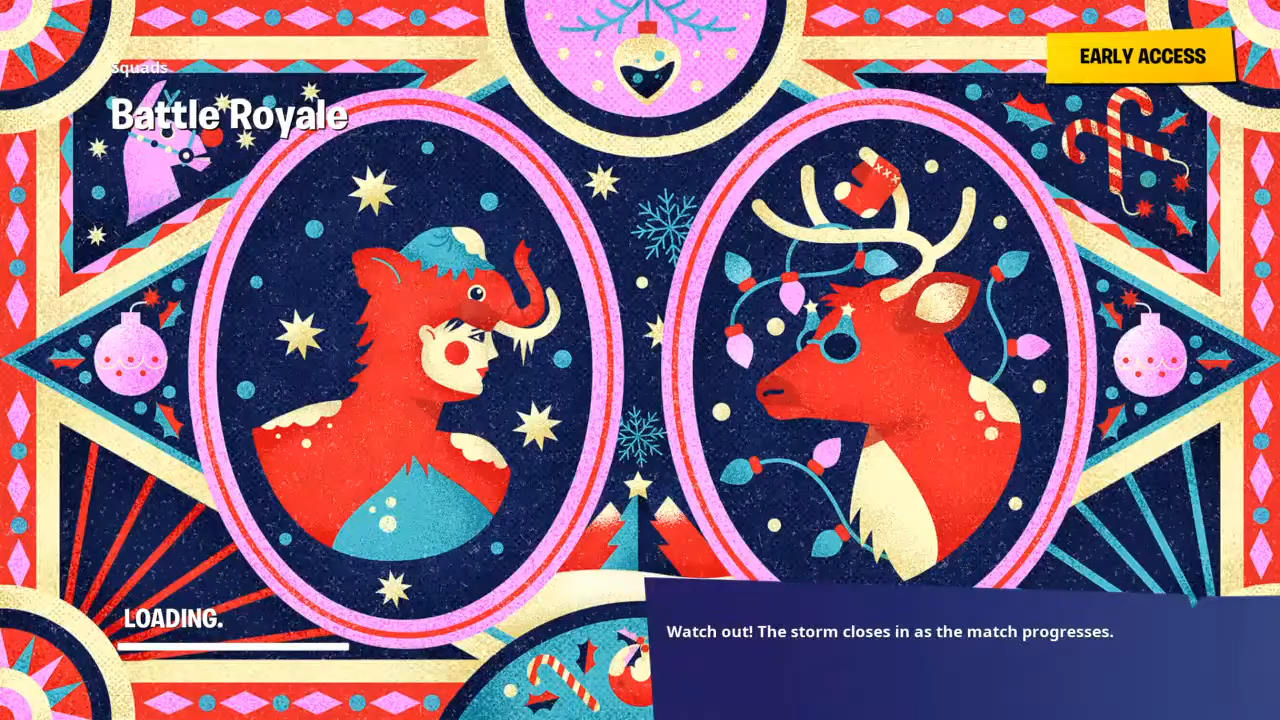 Squads
Battle Royale
EARLY ACCESS
LOADING.
Watch out! The storm closes in as the match progresses.